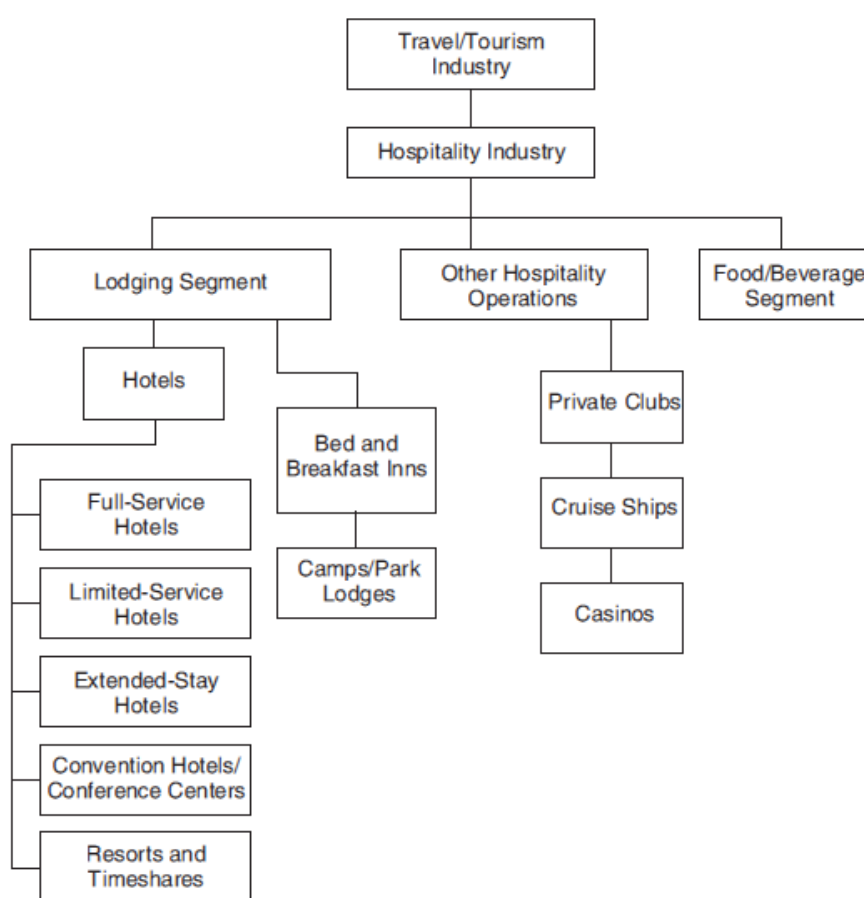 Travel/Tourism
Industry
Hospitality Industry
Lodging Segment
Other Hospitality
Operations
Food/Beverage
Segment
Hotels
Private Clubs
Bed and
Breakfast Inns
Full-Service
Hotels
Cruise Ships
Limited-Service
Hotels
Camps/Park
Lodges
Casinos
Extended-Stay
Hotels
Convention Hotels/
Conference Centers
Resorts and
Timeshares